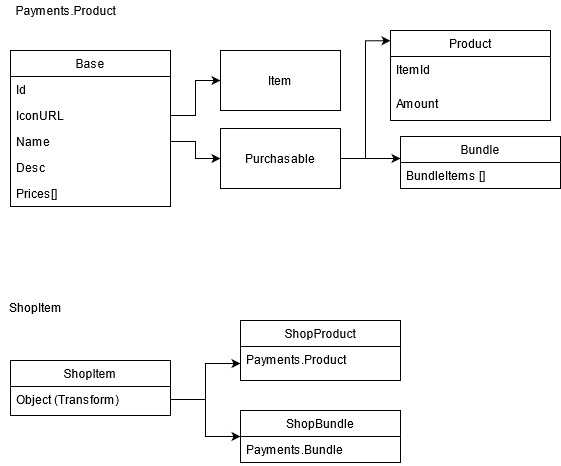 Payments.Product
Base
Id
IconURL
Name
Desc
Prices[]
Item
Purchasable
Product
ItemId
Amount
Bundle
BundleItems []
ShopItem
ShopItem
Object (Transform)
ShopProduct
Payments.Product
ShopBundle
Payments.Bundle